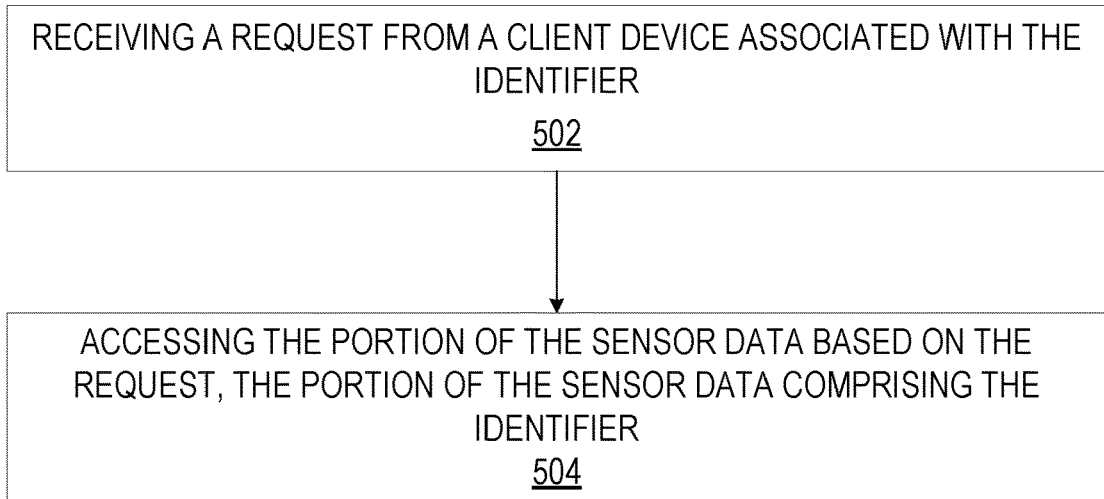 RECEIVING A REQUEST FROM A CLIENT DEVICE ASSOCIATED WITH THE
IDENTIFIER
502
ACCESSING THE PORTION OF THE SENSOR DATA BASED ON THE
REQUEST, THE PORTION OF THE SENSOR DATA COMPRISING THE
IDENTIFIER
504